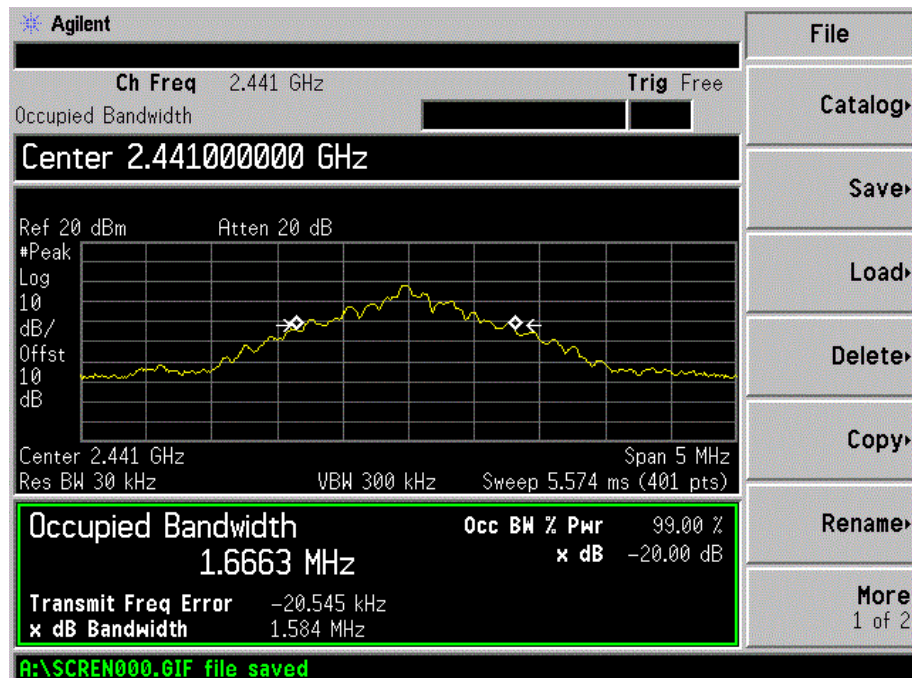 Agilent
Ch Freq 2.441 GHz Trig Free
Occupied Bandwidth
Center 2.441000000 GHz
Ref 20 dBm Atten 20 dB
#Peak
Log
10
dB/
Offst
10
dB
Center 2.441 GHz Span 5 MHz
Res BW 30 kHz VBW 300 kHz Sweep 5.574 ms (401 pts)
Occupied Bandwidth Occ BW % Pwr 99.00 %
1.6663 MHz x dB -20.00 dB
Transmit Freq Error -20.545 kHz
x dB Bandwidth 1.584 MHz
A:\SCREN000.GIF file saved
File
Catalog
Save
Load
Delete
Copy
Rename
More
1 of 2